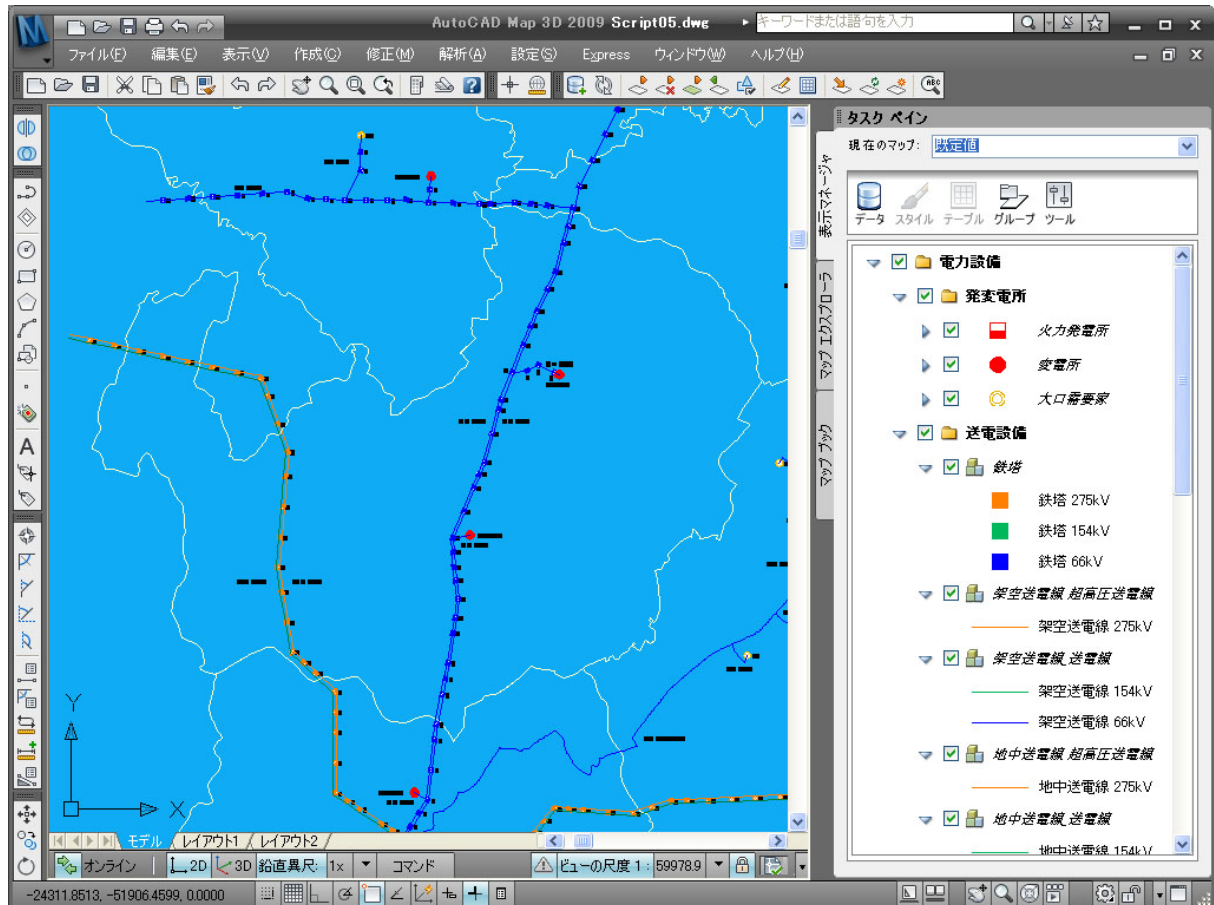 AutoCAD Map 3D 2009 Script05.dwg
キーワードまたは語句を入力
ファイル(F) 編集(E) 表示(V) 作成(C) 修正(M) 解析(A) 設定(S) Express ウィンドウ(W) ヘルプ(H)
タスク ペイン
現在のマップ: 既定値
データ スタイル テーブル グループ ツール
表示マネージャ
マップ エクスプローラ
マップ ブック
電力設備
発変電所
火力発電所
変電所
大口需要家
送電設備
鉄塔
鉄塔 275kV
鉄塔 154kV
鉄塔 66kV
架空送電線 超高圧送電線
架空送電線 275kV
架空送電線_送電線
架空送電線 154kV
架空送電線 66kV
地中送電線 超高圧送電線
地中送電線 275kV
地中送電線_送電線
地中送電線 154kV
Y
X
モデル レイアウト1 レイアウト2
オンライン 2D 3D 鉛直異尺: 1x コマンド ビューの尺度 1 : 59978.9
-24311.8513, -51906.4599, 0.0000